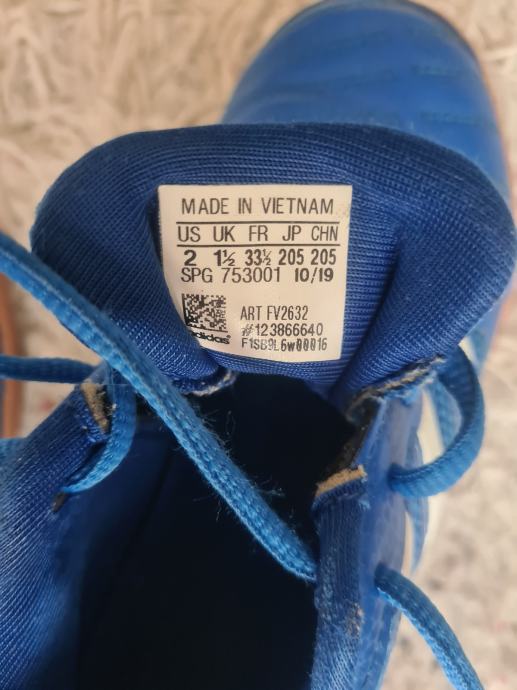 MADE IN VIETNAM
US UK FR JP CHN
2 1½ 33½ 205 205
SPG 753001 10/19
ART FV2632
#123866640
adidas F1SB9L6w00016